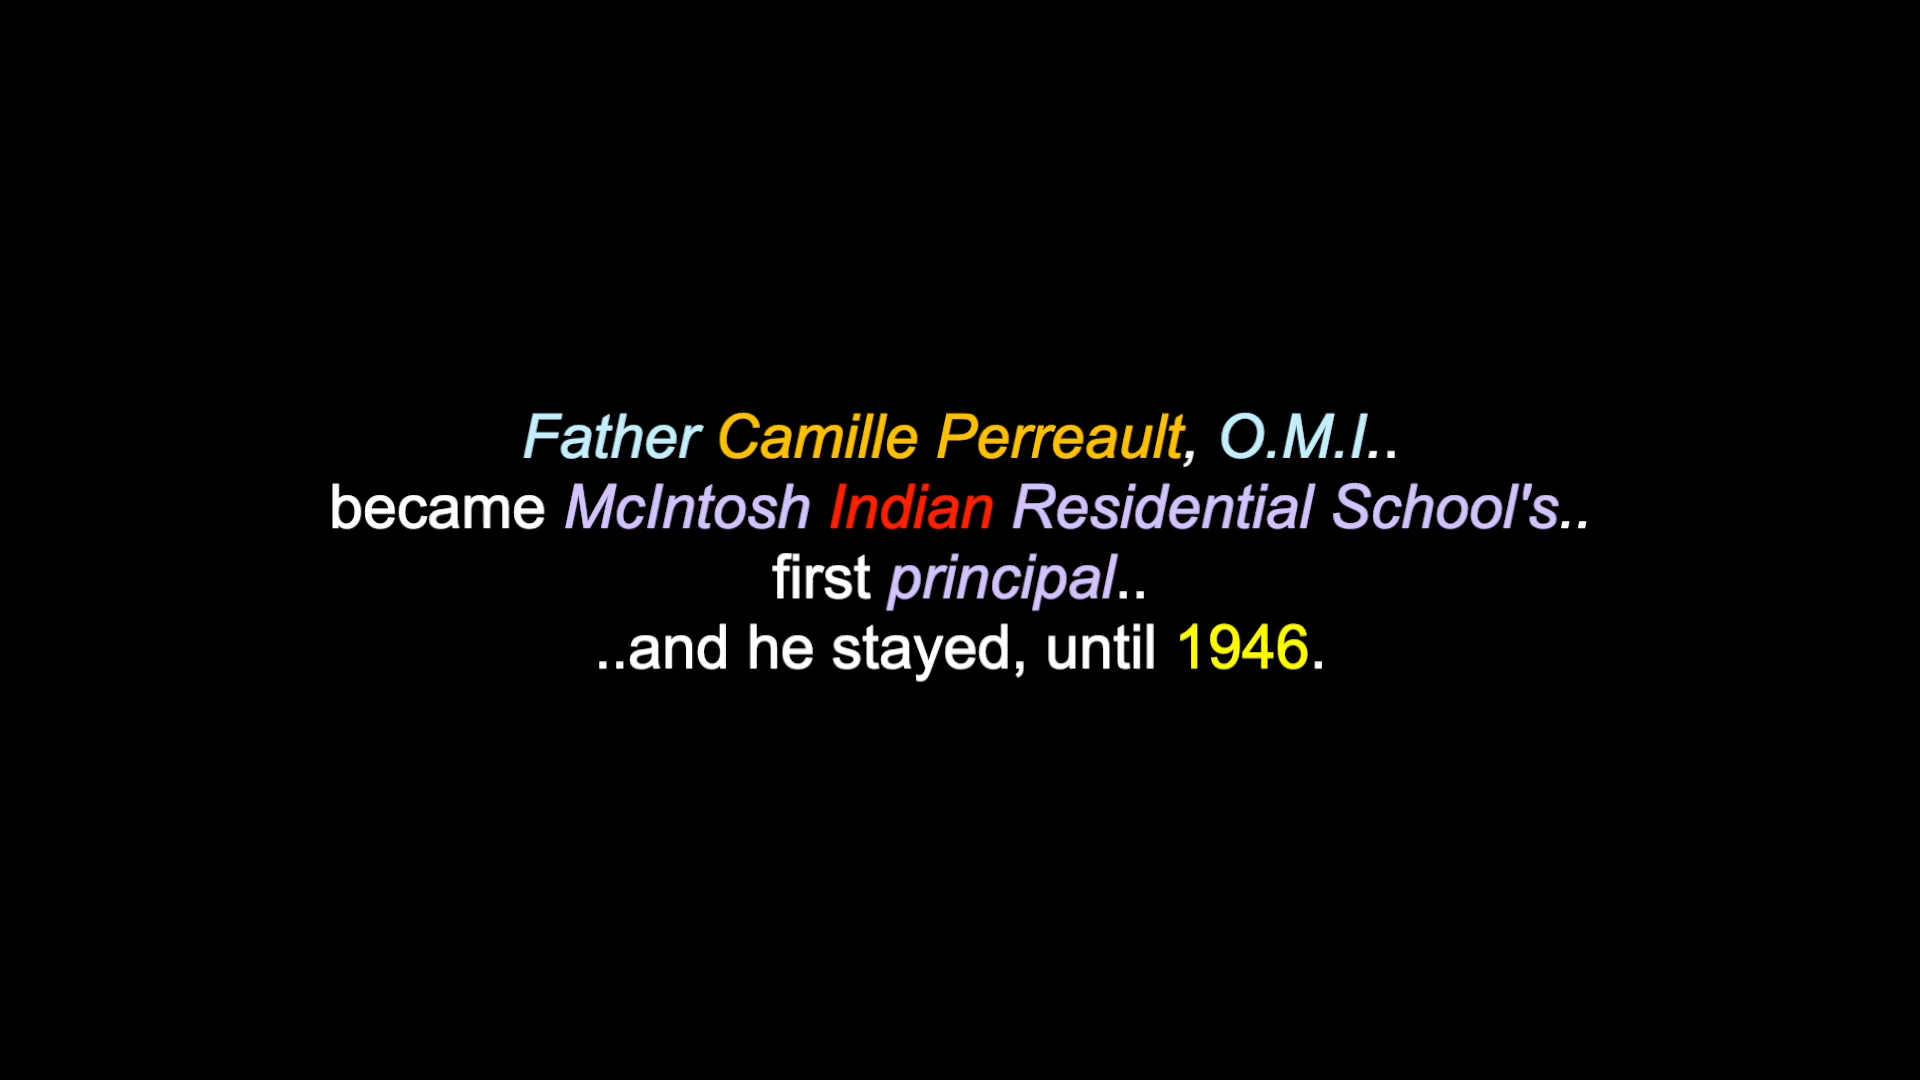 Father Camille Perreault, O.M.I..
became McIntosh Indian Residential School's..
first principal..
..and he stayed, until 1946.